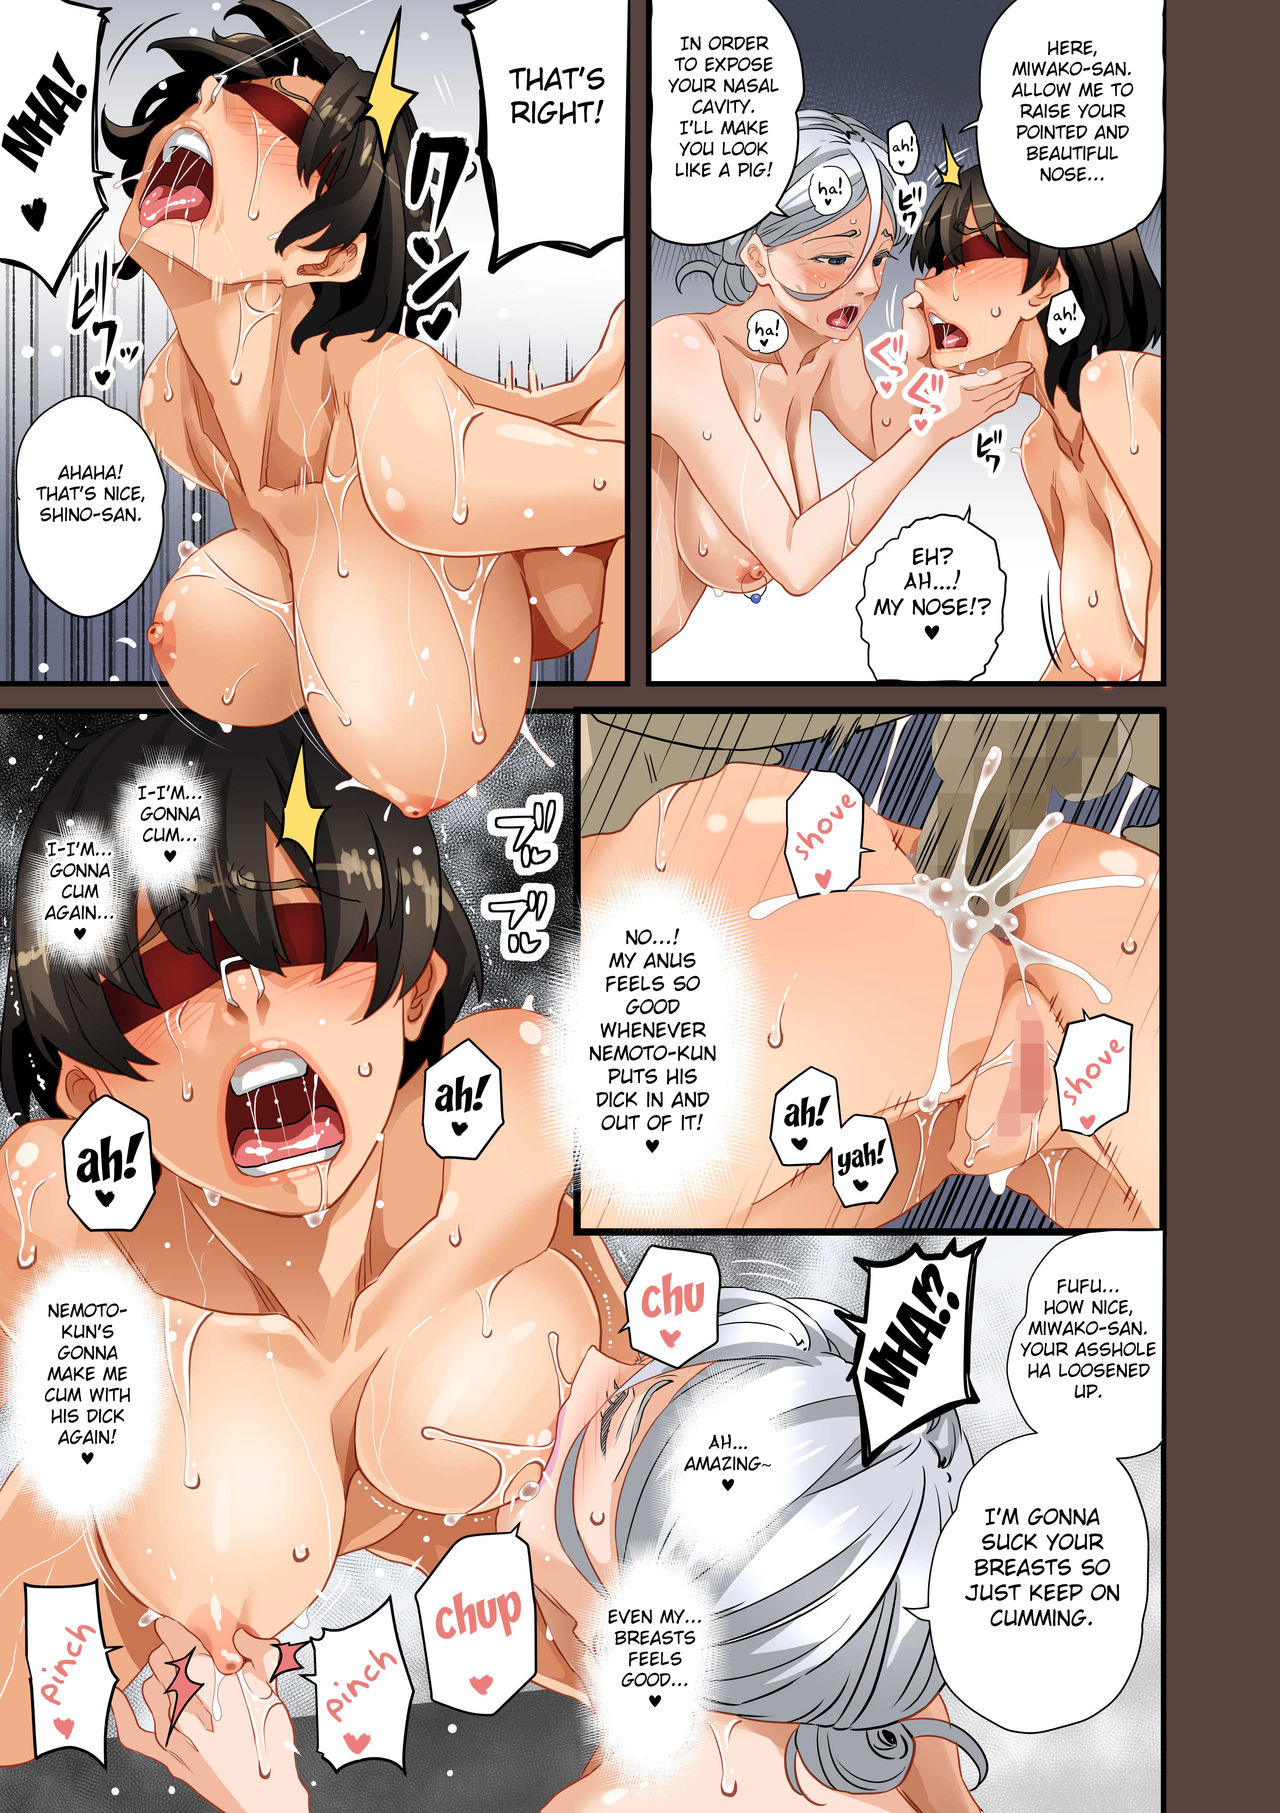 HERE,
MIWAKO-SAN.
ALLOW ME TO
RAISE YOUR
POINTED AND
BEAUTIFUL
NOSE...
IN ORDER
TO EXPOSE
YOUR NASAL
CAVITY.
I'LL MAKE
YOU LOOK
LIKE A PIG!
ah!
♥
ha!
♥
ha!
♥
ah!
♥
ぐっ
♥
ぐぐっ
♥
EH?
AH...!
MY NOSE!?
♥
THAT'S
RIGHT!
NHA!
♥
AHAHA!
THAT'S NICE,
SHINO-SAN.
shove
♥
shove
♥
NO...!
MY ANUS
FEELS SO
GOOD
WHENEVER
NEMOTO-KUN
PUTS HIS
DICK IN AND
OUT OF IT!
♥
ah!
♥
yah!
♥
I-I'M...
GONNA
CUM...
♥
I-I'M...
GONNA
CUM
AGAIN...
♥
ah!
♥
ah!
♥
NEMOTO-
KUN'S
GONNA
MAKE ME
CUM WITH
HIS DICK
AGAIN!
♥
FUFU...
HOW NICE,
MIWAKO-SAN.
YOUR ASSHOLE
HA LOOSENED
UP.
I'M GONNA
SUCK YOUR
BREASTS SO
JUST KEEP ON
CUMMING.
NHA!?
chu
♥
AH...
AMAZING~
♥
chup
♥
EVEN MY...
BREASTS
FEELS
GOOD...
♥
pinch
♥
pinch
♥